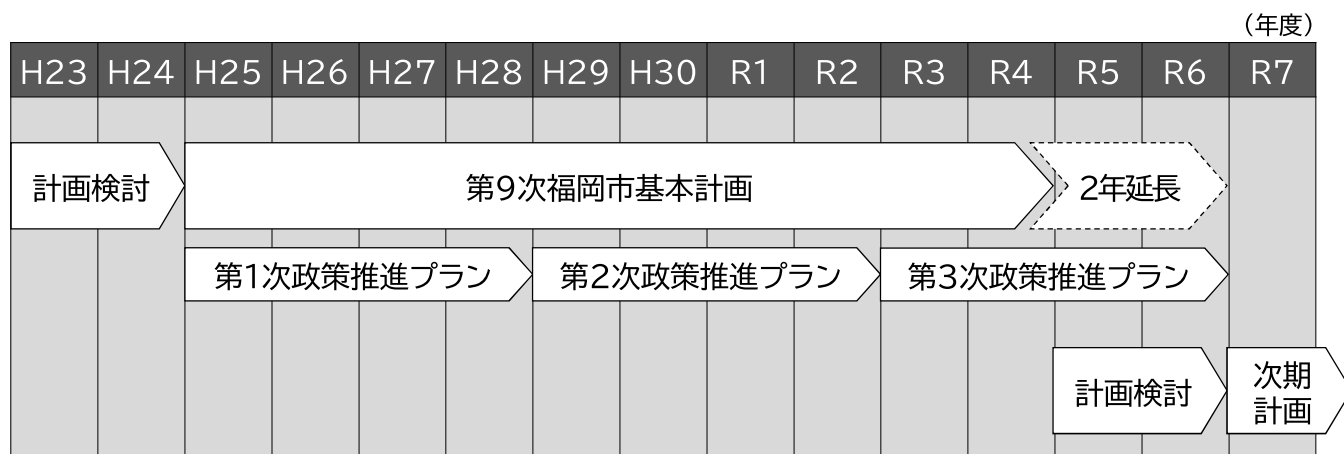 （年度）
H23 H24 H25 H26 H27 H28 H29 H30 R1 R2 R3 R4 R5 R6 R7
計画検討 第9次福岡市基本計画 2年延長
第1次政策推進プラン 第2次政策推進プラン 第3次政策推進プラン
計画検討 次期
計画